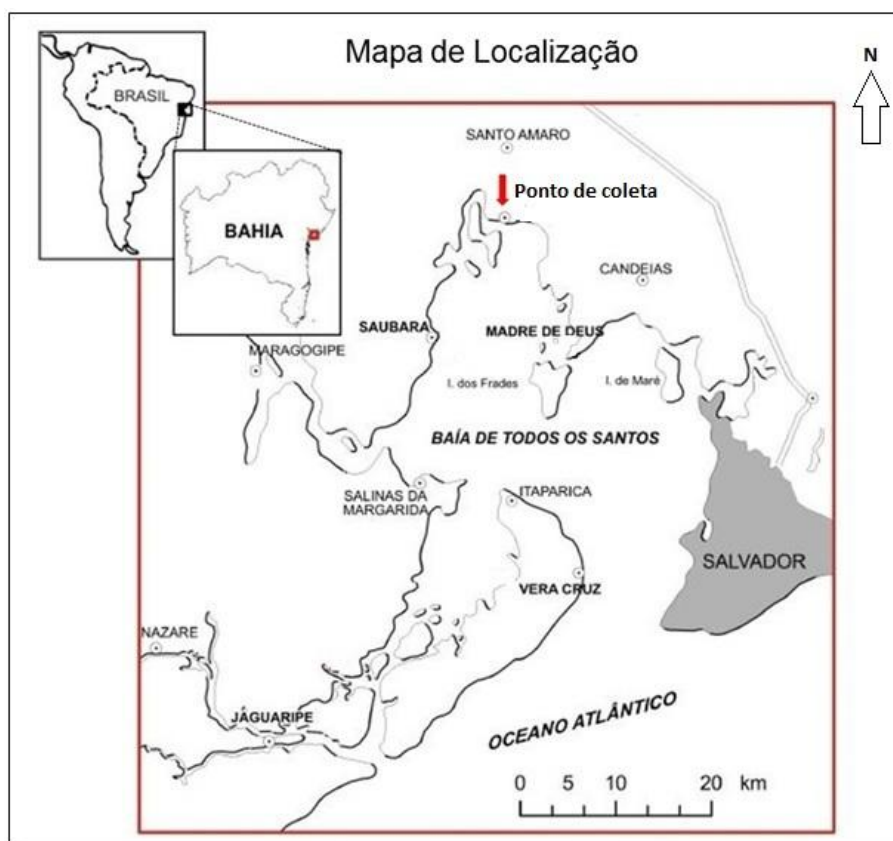 Mapa de Localização
N
BRASIL
SANTO AMARO
Ponto de coleta
BAHIA
CANDEIAS
SAUBARA
MADRE DE DEUS
MARAGOGIPE
I. dos Frades
I. de Maré
BAÍA DE TODOS OS SANTOS
SALINAS DA
MARGARIDA
ITAPARICA
SALVADOR
VERA CRUZ
NAZARE
JAGUARIPE
OCEANO ATLÂNTICO
0 5 10 20 km